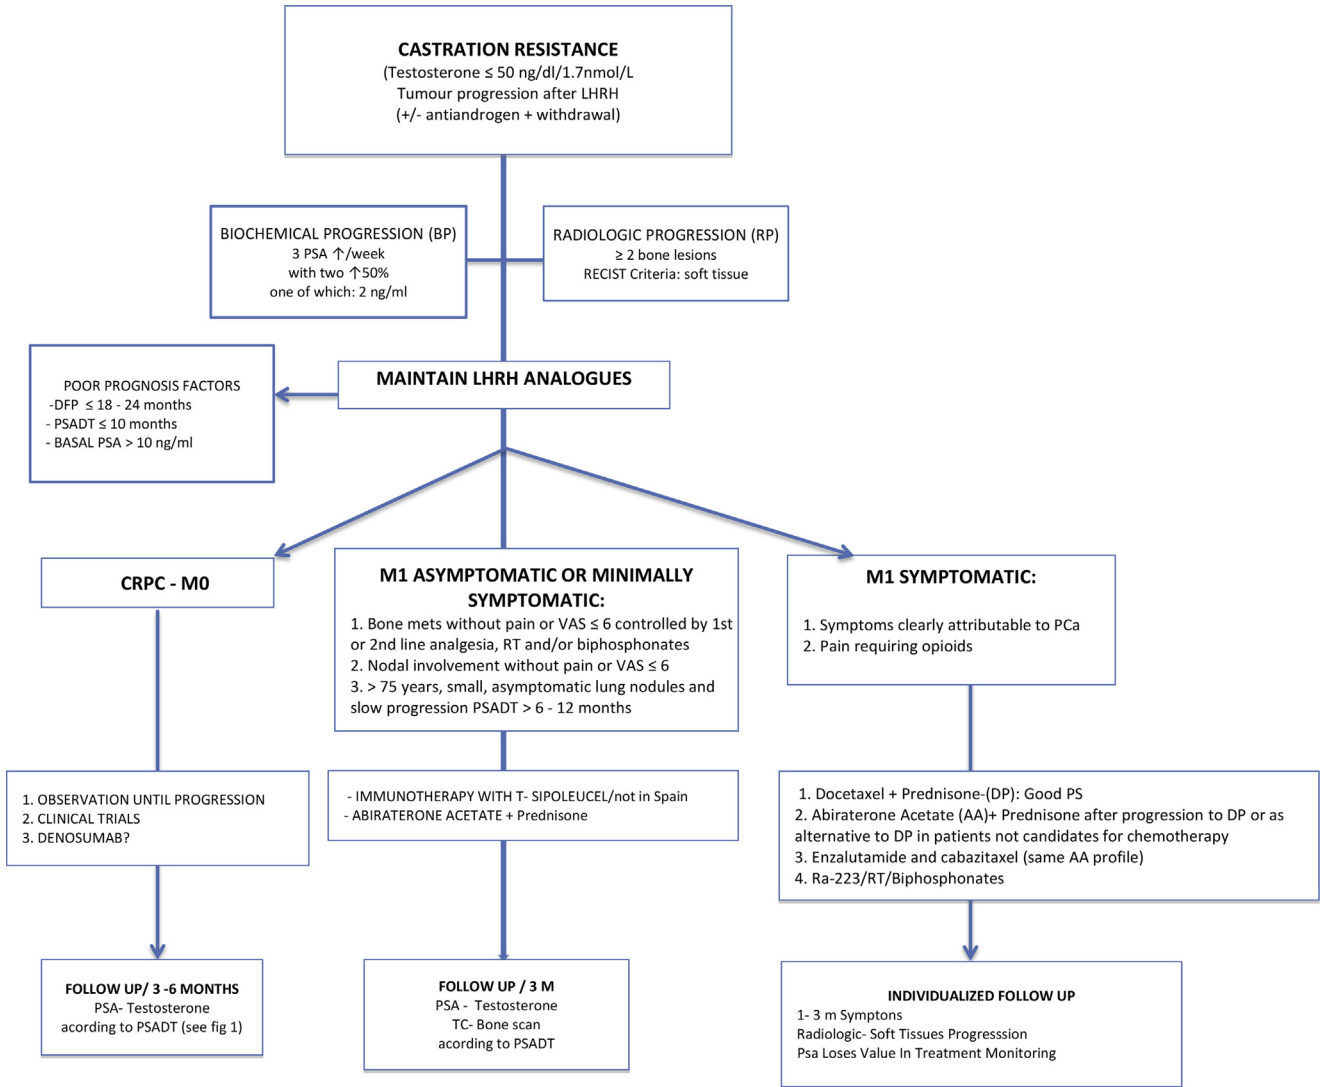 CASTRATION RESISTANCE
(Testosterone ≤ 50 ng/dl/1.7nmol/L
Tumour progression after LHRH
(+/- antiandrogen + withdrawal)
BIOCHEMICAL PROGRESSION (BP)
3 PSA ↑/week
with two ↑50%
one of which: 2 ng/ml
RADIOLOGIC PROGRESSION (RP)
≥ 2 bone lesions
RECIST Criteria: soft tissue
POOR PROGNOSIS FACTORS
-DFP ≤ 18 - 24 months
- PSADT ≤ 10 months
- BASAL PSA > 10 ng/ml
MAINTAIN LHRH ANALOGUES
CRPC - M0
M1 ASYMPTOMATIC OR MINIMALLY
SYMPTOMATIC:
1. Bone mets without pain or VAS ≤ 6 controlled by 1st
or 2nd line analgesia, RT and/or biphosphonates
2. Nodal involvement without pain or VAS ≤ 6
3. > 75 years, small, asymptomatic lung nodules and
slow progression PSADT > 6 - 12 months
M1 SYMPTOMATIC:
1. Symptoms clearly attributable to PCa
2. Pain requiring opioids
1. OBSERVATION UNTIL PROGRESSION
2. CLINICAL TRIALS
3. DENOSUMAB?
- IMMUNOTHERAPY WITH T- SIPOLEUCEL/not in Spain
- ABIRATERONE ACETATE + Prednisone
1. Docetaxel + Prednisone-(DP): Good PS
2. Abiraterone Acetate (AA)+ Prednisone after progression to DP or as
alternative to DP in patients not candidates for chemotherapy
3. Enzalutamide and cabazitaxel (same AA profile)
4. Ra-223/RT/Biphosphonates
FOLLOW UP/ 3 -6 MONTHS
PSA- Testosterone
acording to PSADT (see fig 1)
FOLLOW UP / 3 M
PSA - Testosterone
TC- Bone scan
acording to PSADT
INDIVIDUALIZED FOLLOW UP
1- 3 m Symptons
Radiologic- Soft Tissues Progresssion
Psa Loses Value In Treatment Monitoring